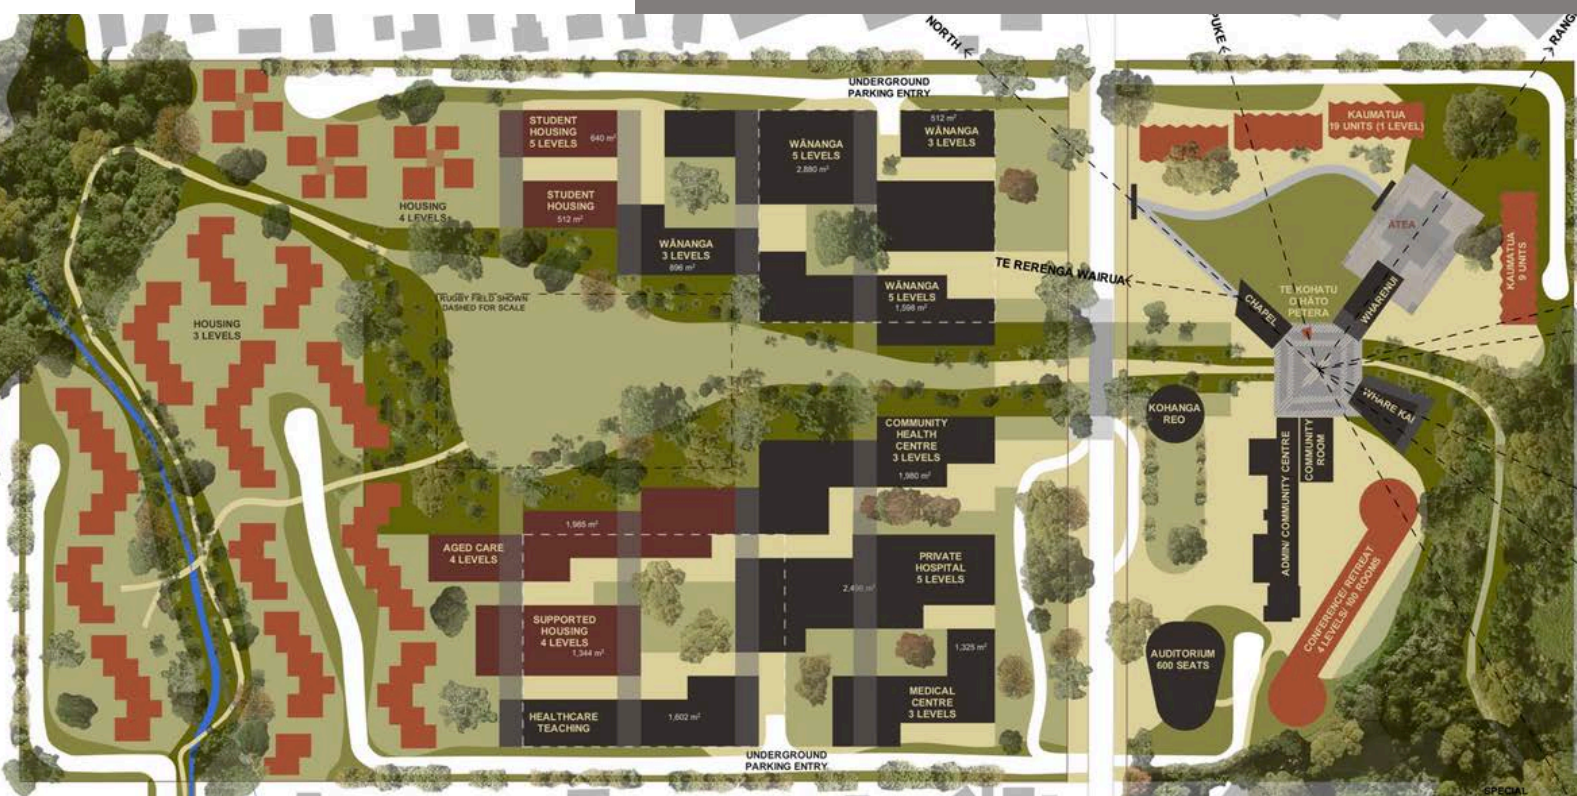 NORTH
PUKE
RANG
UNDERGROUND
PARKING ENTRY
STUDENT
HOUSING
5 LEVELS
640 m²
WĀNANGA
5 LEVELS
2,880 m²
512 m²
WĀNANGA
3 LEVELS
KAUMATUA
19 UNITS (1 LEVEL)
STUDENT
HOUSING
512 m²
HOUSING
4 LEVELS
WĀNANGA
3 LEVELS
896 m²
ATEA
KAUMATUA
9 UNITS
TE RERENGA WAIRUA
WĀNANGA
5 LEVELS
1,598 m²
RUGBY FIELD SHOWN
DASHED FOR SCALE
CHAPEL
TE KOHATU
O HĀTO
PETERA
WHARENUI
HOUSING
3 LEVELS
KOHANGA
REO
WHARE KAI
COMMUNITY
HEALTH
CENTRE
3 LEVELS
1,980 m²
ADMIN/ COMMUNITY CENTRE
COMMUNITY
ROOM
1,985 m²
AGED CARE
4 LEVELS
PRIVATE
HOSPITAL
5 LEVELS
CONFERENCE/ RETREAT
4 LEVELS/ 100 ROOMS
SUPPORTED
HOUSING
4 LEVELS
1,344 m²
1,325 m²
AUDITORIUM
600 SEATS
MEDICAL
CENTRE
3 LEVELS
HEALTHCARE
TEACHING
1,602 m²
UNDERGROUND
PARKING ENTRY
SPECIAL